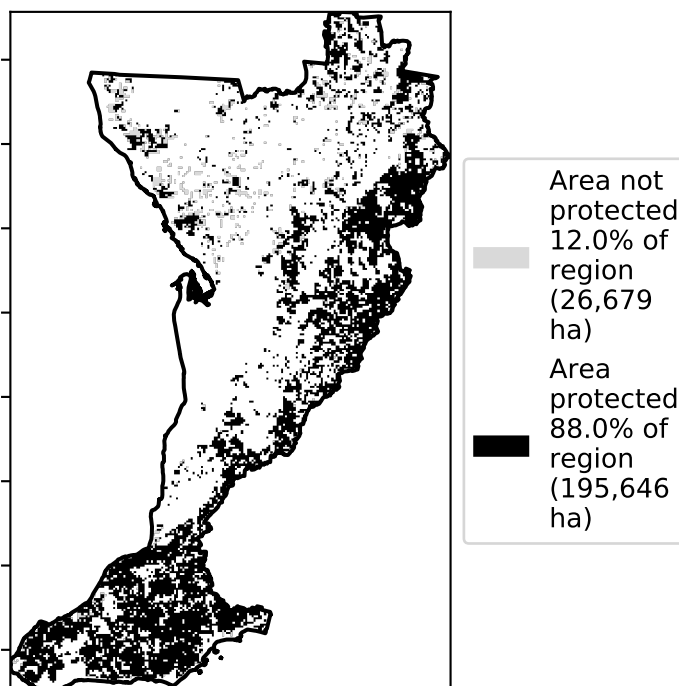 Area not
protected
12.0% of
region
(26,679
ha)
Area
protected
88.0% of
region
(195,646
ha)